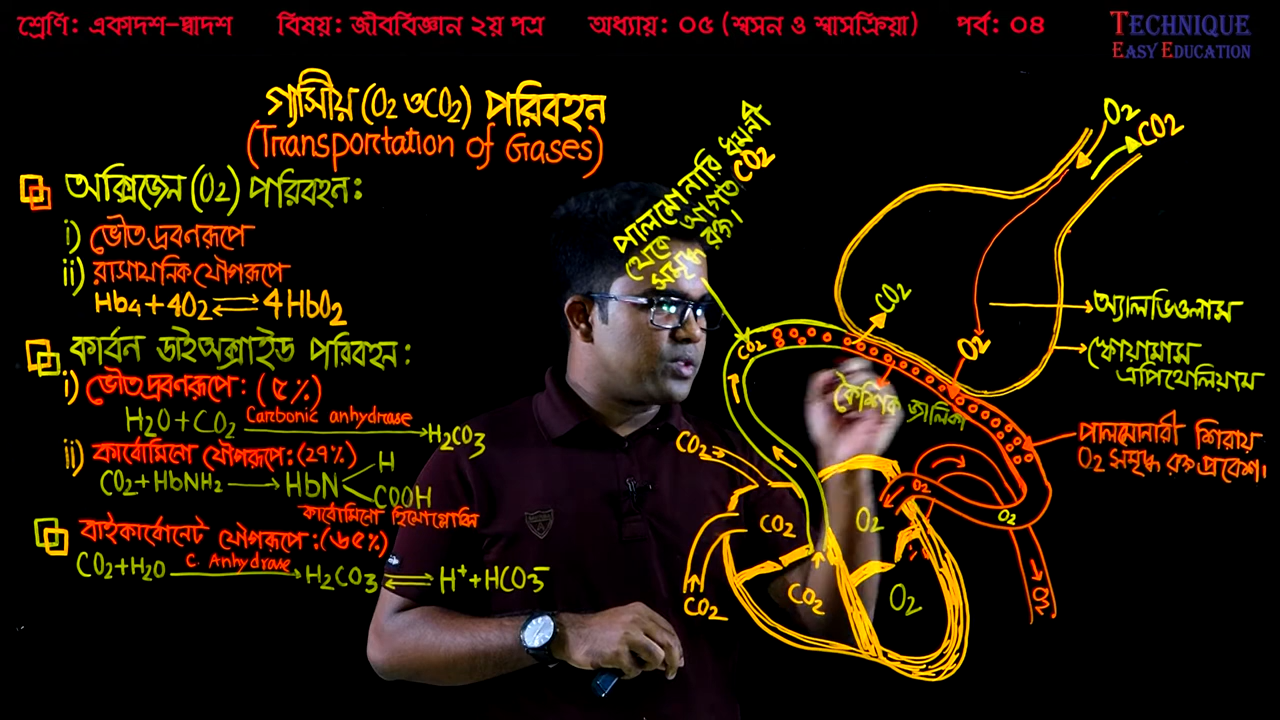 শ্রেণি: একাদশ-দ্বাদশ বিষয়: জীববিজ্ঞান ২য় পত্র অধ্যায়: ০৫ (শ্বসন ও শ্বাসক্রিয়া) পর্ব: ০৪
TECHNIQUE
EASY EDUCATION
গ্যাসীয় (O2 ও CO2) পরিবহন
(Transportation of Gases)
অক্সিজেন (O2) পরিবহন:
i) ভৌত দ্রবণরূপে
ii) রাসায়নিক যৌগরূপে
Hb4 + 4O2 ⇌ 4HbO2
কার্বন ডাইঅক্সাইড পরিবহন:
i) ভৌত দ্রবণরূপে: (৫%)
H2O + CO2 Carbonic anhydrase → H2CO3
ii) কার্বোমিনো যৌগরূপে: (২৭%)
CO2 + HbNH2 → HbN H COOH
কার্বোমিনো হিমোগ্লোবিন
বাইকার্বোনেট যৌগরূপে: (৬৫%)
CO2+H2O C. Anhydrase → H2CO3 ⇌ H+ + HCO3-
পালমোনারি ধমনী
থেকে আগত CO2
সমৃদ্ধ রক্ত।
O2
CO2
CO2
CO2
O2
অ্যালভিওলাস
স্কোয়ামাস
এপিথেলিয়াম
কৈশিক জালিকা
পালমোনারী শিরায়
O2 সমৃদ্ধ রক্ত প্রবেশ।
CO2
O2
O2
CO2
O2
CO2
O2
CO2
O2